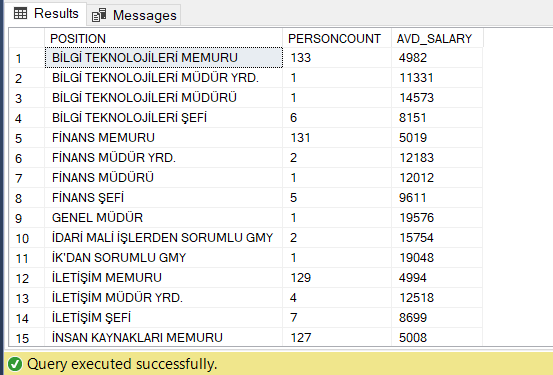 Results Messages
POSITION PERSONCOUNT AVD_SALARY
1 BİLGİ TEKNOLOJİLERİ MEMURU 133 4982
2 BİLGİ TEKNOLOJİLERİ MÜDÜR YRD. 1 11331
3 BİLGİ TEKNOLOJİLERİ MÜDÜRÜ 1 14573
4 BİLGİ TEKNOLOJİLERİ ŞEFİ 6 8151
5 FİNANS MEMURU 131 5019
6 FİNANS MÜDÜR YRD. 2 12183
7 FİNANS MÜDÜRÜ 1 12012
8 FİNANS ŞEFİ 5 9611
9 GENEL MÜDÜR 1 19576
10 İDARİ MALİ İŞLERDEN SORUMLU GMY 2 15754
11 İK'DAN SORUMLU GMY 1 19048
12 İLETİŞİM MEMURU 129 4994
13 İLETİŞİM MÜDÜR YRD. 4 12518
14 İLETİŞİM ŞEFİ 7 8699
15 İNSAN KAYNAKLARI MEMURU 127 5008
Query executed successfully.